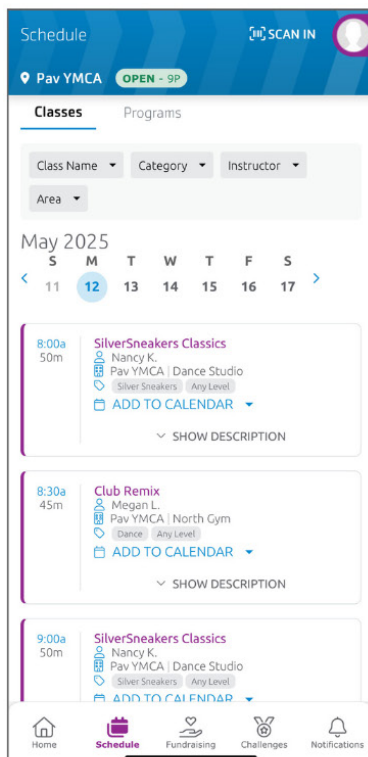 Schedule
SCAN IN
Pav YMCA OPEN - 9P
Classes Programs
Class Name Category Instructor
Area
May 2025
S M T W T F S
11 12 13 14 15 16 17
8:00a SilverSneakers Classics
50m Nancy K.
Pav YMCA | Dance Studio
Silver Sneakers Any Level
ADD TO CALENDAR
SHOW DESCRIPTION
8:30a Club Remix
45m Megan L.
Pav YMCA | North Gym
Dance Any Level
ADD TO CALENDAR
SHOW DESCRIPTION
9:00a SilverSneakers Classics
50m Nancy K.
Pav YMCA | Dance Studio
Silver Sneakers Any Level
ADD TO CALENDAR
Home Schedule Fundraising Challenges Notifications